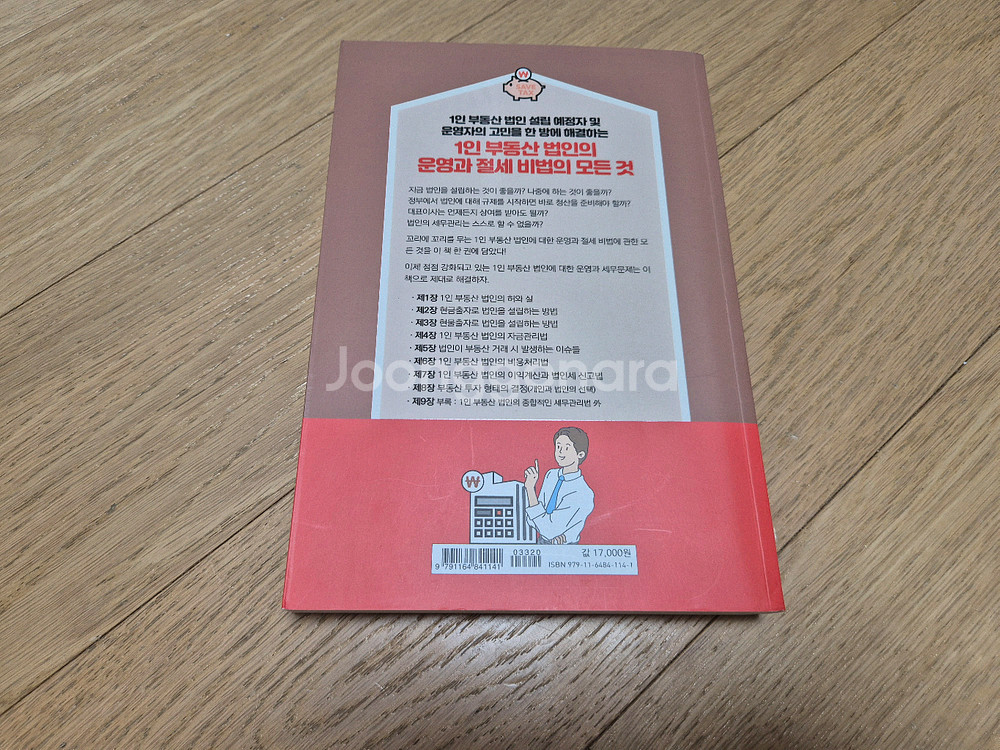 ₩
SAVE
TAX
1인 부동산 법인 설립 예정자 및
운영자의 고민을 한 방에 해결하는
1인 부동산 법인의
운영과 절세 비법의 모든 것
지금 법인을 설립하는 것이 좋을까? 나중에 하는 것이 좋을까?
정부에서 법인에 대해 규제를 시작하면 바로 청산을 준비해야 할까?
대표이사는 언제든지 상여를 받아도 될까?
법인의 세무관리는 스스로 할 수 없을까?
꼬리에 꼬리를 무는 1인 부동산 법인에 대한 운영과 절세 비법에 관한 모
든 것을 이 책 한 권에 담았다!
이제 점점 강화되고 있는 1인 부동산 법인에 대한 운영과 세무문제는 이
책으로 제대로 해결하자.
· 제1장 1인 부동산 법인의 허와 실
· 제2장 현금출자로 법인을 설립하는 방법
· 제3장 현물출자로 법인을 설립하는 방법
· 제4장 1인 부동산 법인의 자금관리법
· 제5장 법인이 부동산 거래 시 발생하는 이슈들
· 제6장 1인 부동산 법인의 비용처리법
· 제7장 1인 부동산 법인의 이익계산과 법인세 신고법
· 제8장 부동산 투자 형태의 결정(개인과 법인의 선택)
· 제9장 부록 : 1인 부동산 법인의 종합적인 세무관리법 外
₩
03320
값 17,000원
9 791164 841141
ISBN 979-11-6484-114-1